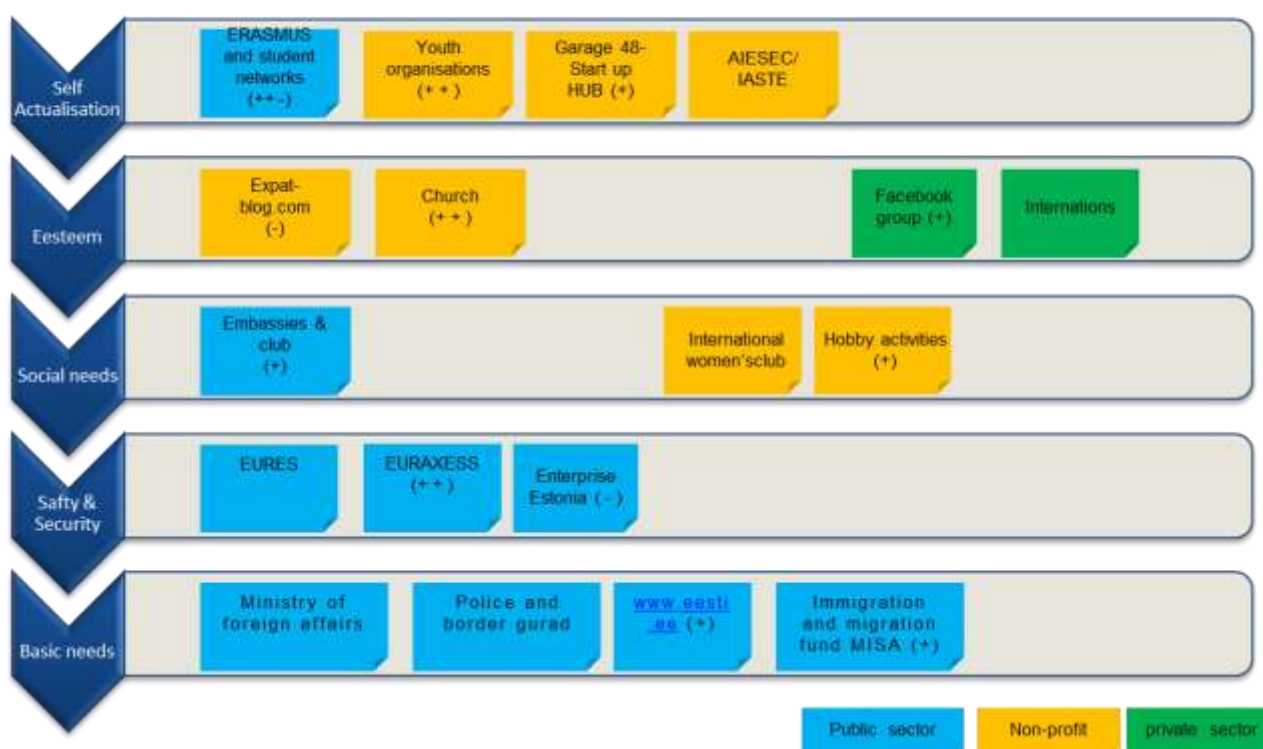 Self
Actualisation
ERASMUS
and student
networks
(++-)
Youth
organisations
(++)
Garage 48-
Start up
HUB (+)
AIESEC/
IASTE
Eesteem
Expat-
blog.com
(-)
Church
(++)
Facebook
group (+)
Internations
Social needs
Embassies &
club
(+)
International
women'sclub
Hobby activities
(+)
Safty &
Security
EURES
EURAXESS
(++)
Enterprise
Estonia (-)
Basic needs
Ministry of
foreign affairs
Police and
border gurad
www.eesti
.ee (+)
Immigration
and migration
fund MISA (+)
Public sector
Non-profit
private sector